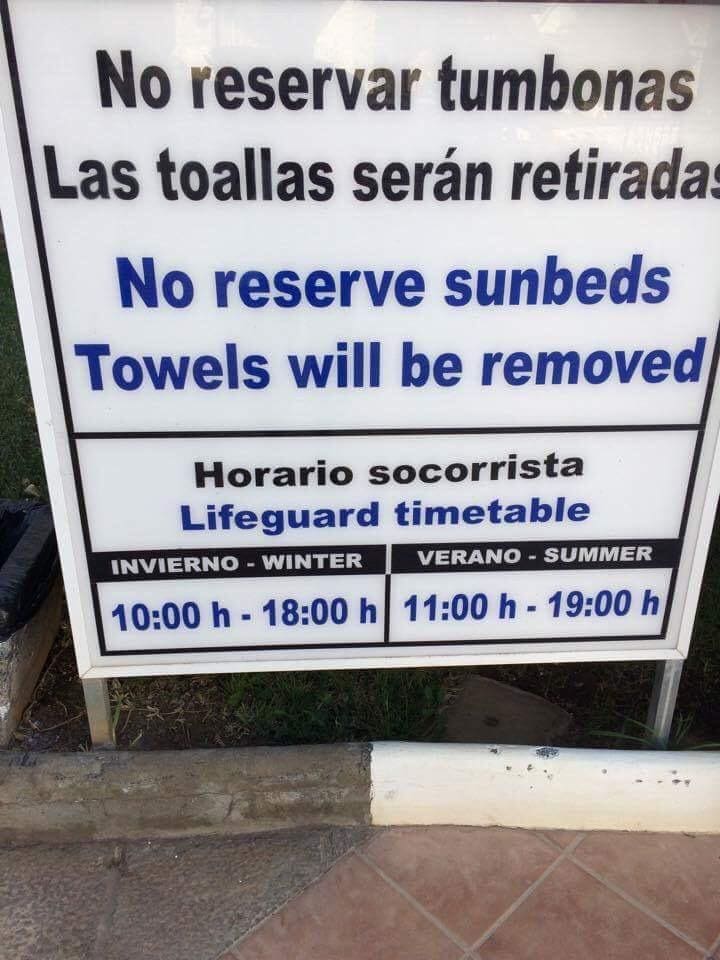 No reservar tumbonas
Las toallas serán retiradas
No reserve sunbeds
Towels will be removed
Horario socorrista
Lifeguard timetable
INVIERNO - WINTER VERANO - SUMMER
10:00 h - 18:00 h 11:00 h - 19:00 h